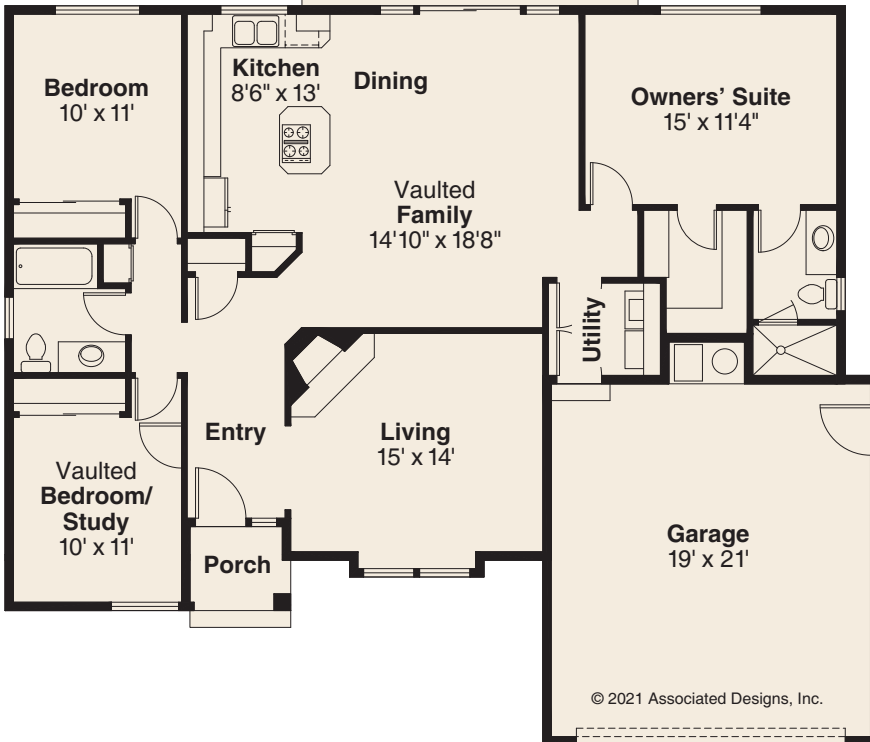 Bedroom
10' x 11'
Kitchen
8'6" x 13'
Dining
Owners’ Suite
15' x 11'4"
Vaulted
Family
14'10" x 18'8"
Utility
Entry
Living
15' x 14'
Vaulted
Bedroom/
Study
10' x 11'
Porch
Garage
19' x 21'
© 2021 Associated Designs, Inc.